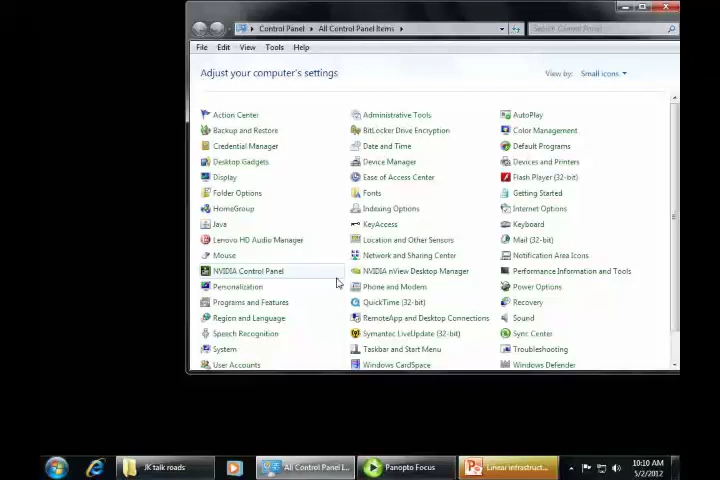 Control Panel All Control Panel Items
Search Control Panel
File Edit View Tools Help
Adjust your computer's settings
View by: Small icons
Action Center Administrative Tools AutoPlay
Backup and Restore BitLocker Drive Encryption Color Management
Credential Manager Date and Time Default Programs
Desktop Gadgets Device Manager Devices and Printers
Display Ease of Access Center Flash Player (32-bit)
Folder Options Fonts Getting Started
HomeGroup Indexing Options Internet Options
Java KeyAccess Keyboard
Lenovo HD Audio Manager Location and Other Sensors Mail (32-bit)
Mouse Network and Sharing Center Notification Area Icons
NVIDIA Control Panel NVIDIA nView Desktop Manager Performance Information and Tools
Personalization Phone and Modem Power Options
Programs and Features QuickTime (32-bit) Recovery
Region and Language RemoteApp and Desktop Connections Sound
Speech Recognition Symantec LiveUpdate (32-bit) Sync Center
System Taskbar and Start Menu Troubleshooting
User Accounts Windows CardSpace Windows Defender
JK talk roads All Control Panel I... Panopto Focus Linear infrastruct... 10:10 AM
5/2/2012